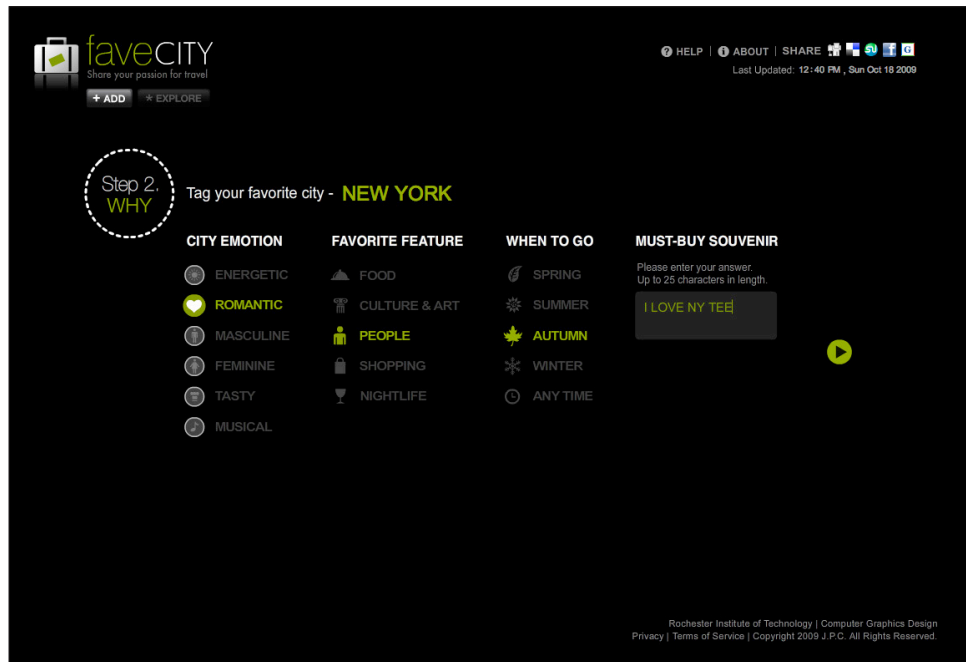 faveCITY
Share your passion for travel
+ ADD
* EXPLORE
? HELP | i ABOUT | SHARE
Last Updated: 12:40 PM , Sun Oct 18 2009
Step 2.
WHY
Tag your favorite city - NEW YORK
CITY EMOTION
ENERGETIC
ROMANTIC
MASCULINE
FEMININE
TASTY
MUSICAL
FAVORITE FEATURE
FOOD
CULTURE & ART
PEOPLE
SHOPPING
NIGHTLIFE
WHEN TO GO
SPRING
SUMMER
AUTUMN
WINTER
ANY TIME
MUST-BUY SOUVENIR
Please enter your answer.
Up to 25 characters in length.
I LOVE NY TEE
Rochester Institute of Technology | Computer Graphics Design
Privacy | Terms of Service | Copyright 2009 J.P.C. All Rights Reserved.